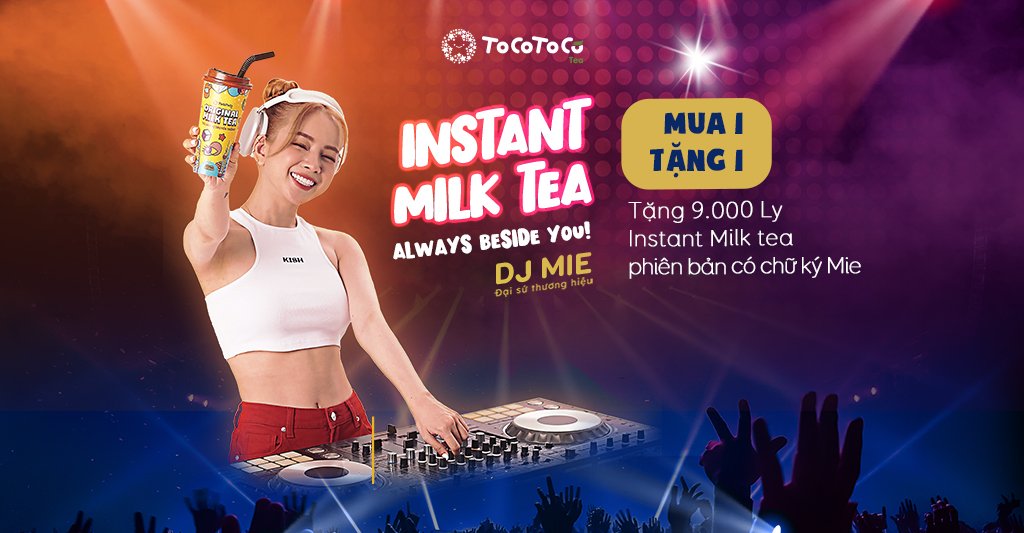 ToCoToCo
Tea
ORIGINAL
MILK TEA
INSTANT
MILK TEA
ALWAYS BESIDE YOU!
DJ MIE
Đại sứ thương hiệu
KISH
MUA 1
TẶNG 1
Tặng 9.000 Ly
Instant Milk tea
phiên bản có chữ ký Mie